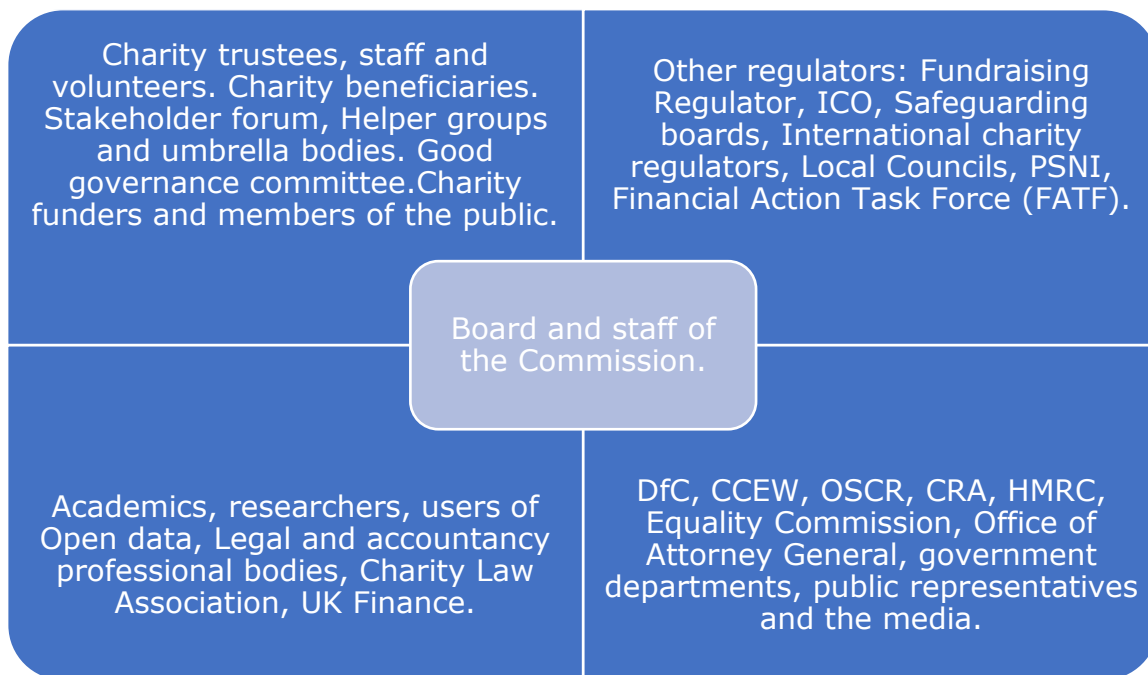 Charity trustees, staff and
volunteers. Charity beneficiaries.
Stakeholder forum, Helper groups
and umbrella bodies. Good
governance committee.Charity
funders and members of the public.
Other regulators: Fundraising
Regulator, ICO, Safeguarding
boards, International charity
regulators, Local Councils, PSNI,
Financial Action Task Force (FATF).
Board and staff of
the Commission.
Academics, researchers, users of
Open data, Legal and accountancy
professional bodies, Charity Law
Association, UK Finance.
DfC, CCEW, OSCR, CRA, HMRC,
Equality Commission, Office of
Attorney General, government
departments, public representatives
and the media.